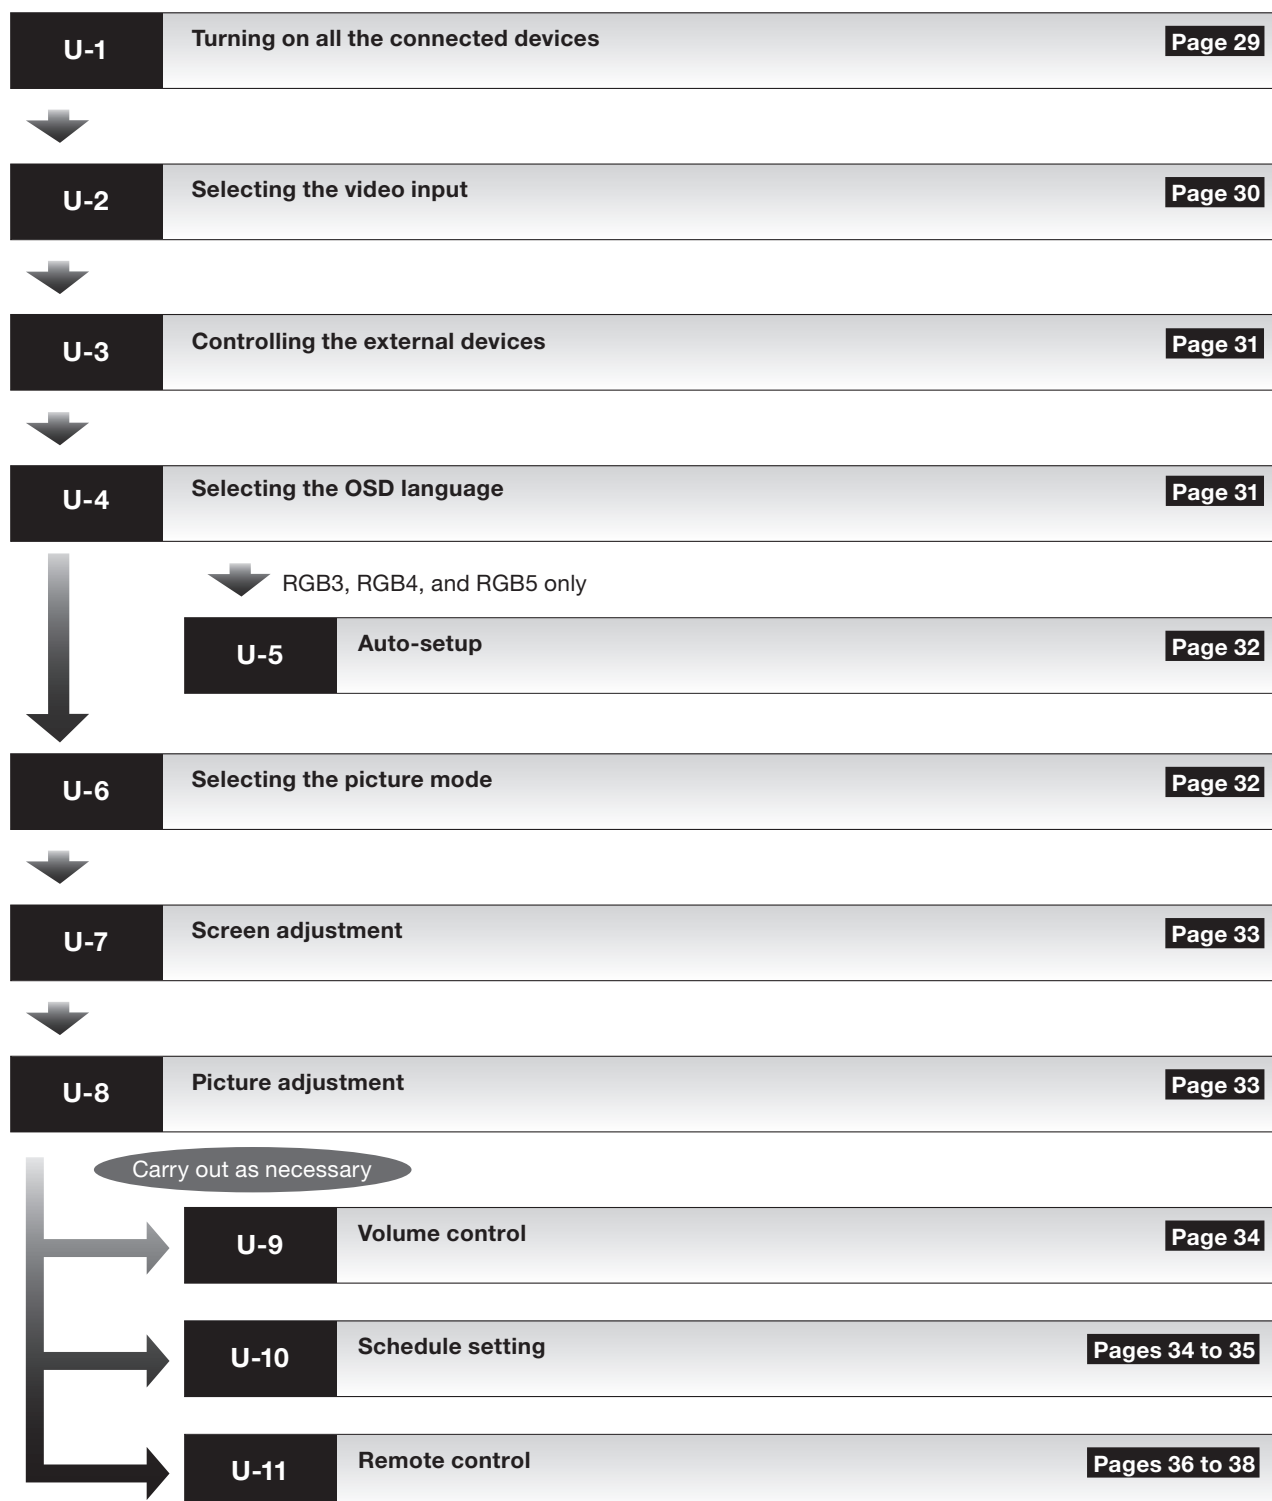 U-1 Turning on all the connected devices Page 29
U-2 Selecting the video input Page 30
U-3 Controlling the external devices Page 31
U-4 Selecting the OSD language Page 31
RGB3, RGB4, and RGB5 only
U-5 Auto-setup Page 32
U-6 Selecting the picture mode Page 32
U-7 Screen adjustment Page 33
U-8 Picture adjustment Page 33
Carry out as necessary
U-9 Volume control Page 34
U-10 Schedule setting Pages 34 to 35
U-11 Remote control Pages 36 to 38